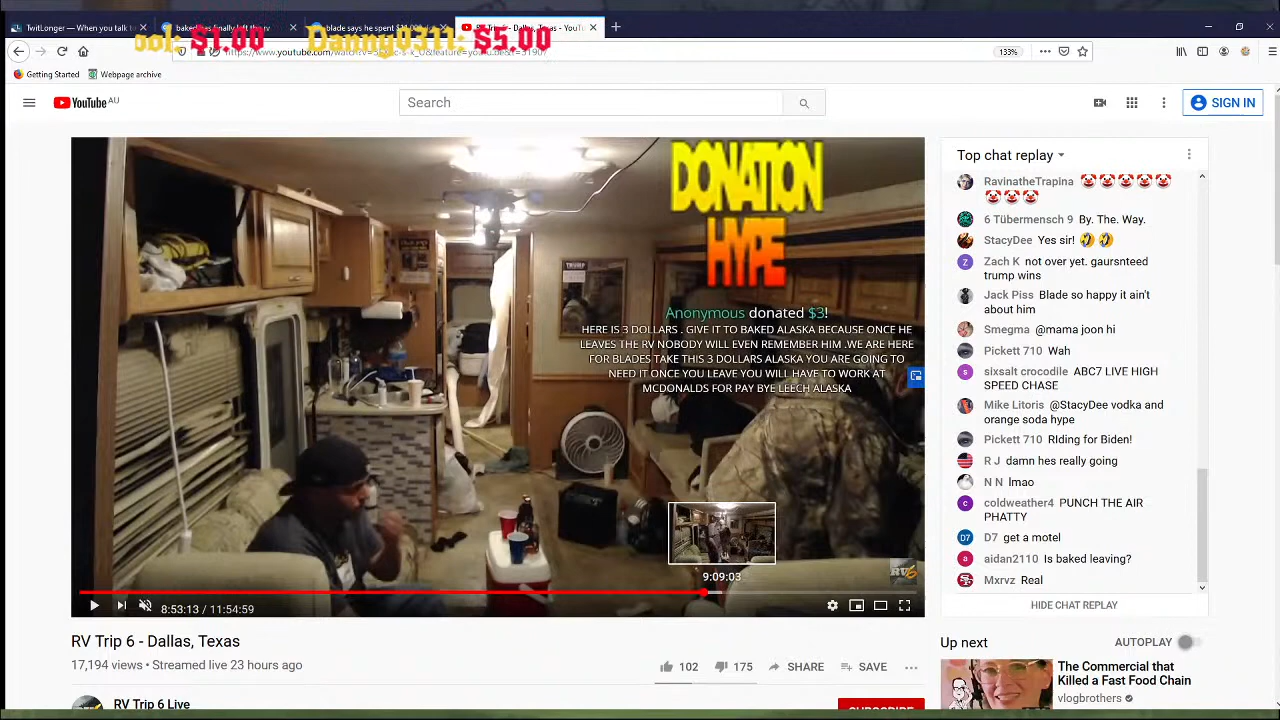 TwitLonger — When you talk t
blade says he spent $
Dallas, Texas - YouTu
$1.00
Danny0311: $5.00
133%
Getting Started
Webpage archive
YouTube AU
Search
SIGN IN
DONATION
HYPE
Anonymous donated $3!
HERE IS 3 DOLLARS . GIVE IT TO BAKED ALASKA BECAUSE ONCE HE
LEAVES THE RV NOBODY WILL EVEN REMEMBER HIM .WE ARE HERE
FOR BLADES TAKE THIS 3 DOLLARS ALASKA YOU ARE GOING TO
NEED IT ONCE YOU LEAVE YOU WILL HAVE TO WORK AT
MCDONALDS FOR PAY BYE LEECH ALASKA
TRUMP
RV6
9:09:03
8:53:13 / 11:54:59
Top chat replay
RavinatheTrapina 🤡🤡🤡🤡🤡
🤡🤡🤡
6 Tübermensch 9 By. The. Way.
StacyDee Yes sir! 🤣🤣
Zach K not over yet. gaursnteed
trump wins
Jack Piss Blade so happy it ain't
about him
Smegma @mama joon hi
Pickett 710 Wah
sixsalt crocodile ABC7 LIVE HIGH
SPEED CHASE
Mike Litoris @StacyDee vodka and
orange soda hype
Pickett 710 RIding for Biden!
R J damn hes really going
N N lmao
coldweather4 PUNCH THE AIR
PHATTY
D7 get a motel
aidan2110 Is baked leaving?
Mxrvz Real
HIDE CHAT REPLAY
RV Trip 6 - Dallas, Texas
17,194 views • Streamed live 23 hours ago
102
175
SHARE
SAVE
RV Trip 6 Live
SUBSCRIBE
Up next
AUTOPLAY
The Commercial that
Killed a Fast Food Chain
vlogbrothers